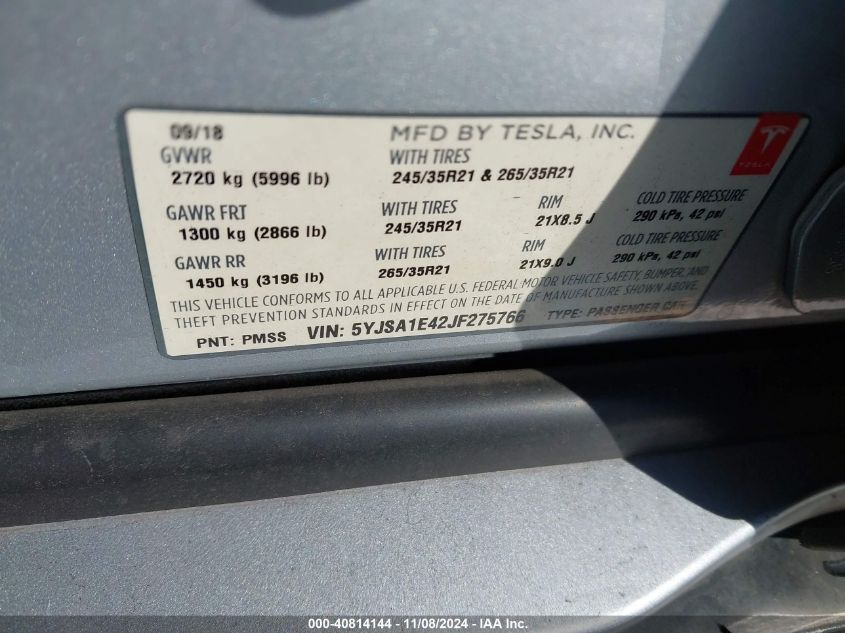 09/18 MFD BY TESLA, INC.
GVWR WITH TIRES
2720 kg (5996 lb) 245/35R21 & 265/35R21
TESLA
GAWR FRT WITH TIRES RIM COLD TIRE PRESSURE
1300 kg (2866 lb) 245/35R21 21X8.5 J 290 kPa, 42 psi
GAWR RR WITH TIRES RIM COLD TIRE PRESSURE
1450 kg (3196 lb) 265/35R21 21X9.0 J 290 kPa, 42 psi
THIS VEHICLE CONFORMS TO ALL APPLICABLE U.S. FEDERAL MOTOR VEHICLE SAFETY, BUMPER, AND
THEFT PREVENTION STANDARDS IN EFFECT ON THE DATE OF MANUFACTURE SHOWN ABOVE.
PNT: PMSS VIN: 5YJSA1E42JF275766 TYPE: PASSENGER CAR
000-40814144 - 11/08/2024 - IAA Inc.